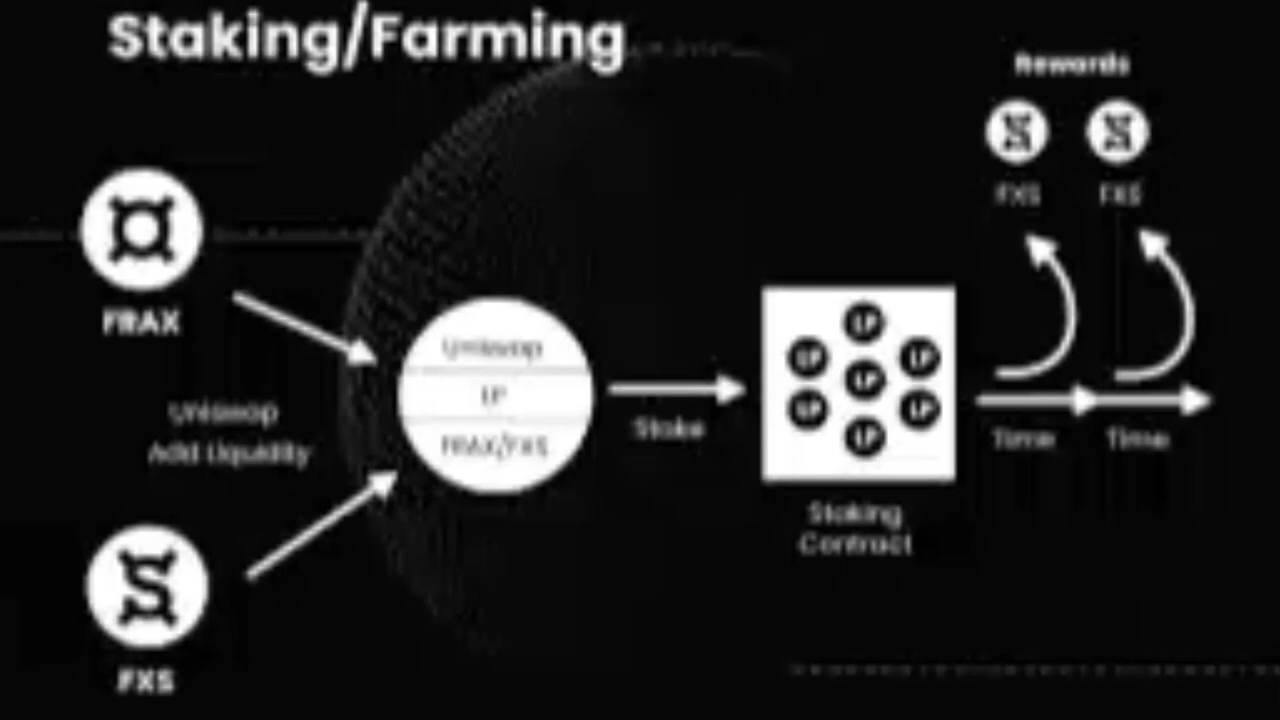 Staking/Farming
Rewards
FXS
FXS
FRAX
Uniswap
LP
FRAX/FXS
Uniswap
Add Liquidity
Stake
LP
LP
LP
LP
LP
LP
LP
Time
Time
Staking
Contract
FXS